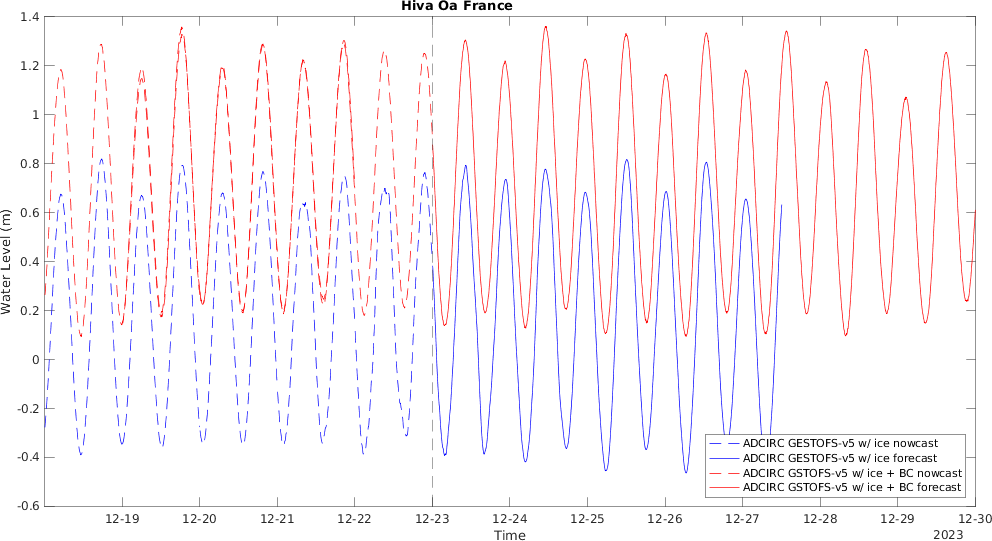 Hiva Oa France
1.4
1.2
1
0.8
0.6
0.4
0.2
0
-0.2
-0.4
-0.6
Water Level (m)
ADCIRC GESTOFS-v5 w/ ice nowcast
ADCIRC GESTOFS-v5 w/ ice forecast
ADCIRC GSTOFS-v5 w/ ice + BC nowcast
ADCIRC GSTOFS-v5 w/ ice + BC forecast
12-19 12-20 12-21 12-22 12-23 12-24 12-25 12-26 12-27 12-28 12-29 12-30
Time
2023